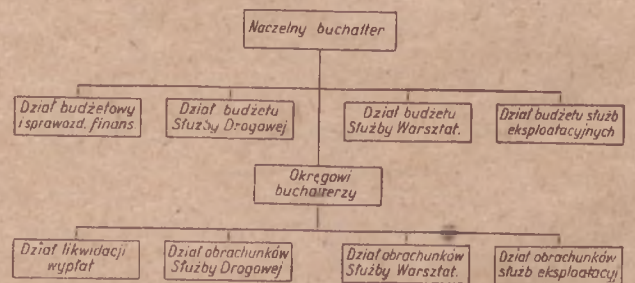 Naczelny buchalter
Dział budżetowy
i sprawozd. finans.
Dział budżetu
Służby Drogowej
Dział budżetu
Służby Warsztat.
Dział budżetu służb
eksploatacyjnych
Okręgowi
buchalterzy
Dział likwidacji
wypłat
Dział obrachunków
Służby Drogowej
Dział obrachunków
Służby Warsztat.
Dział obrachunków
służb eksploatacyj